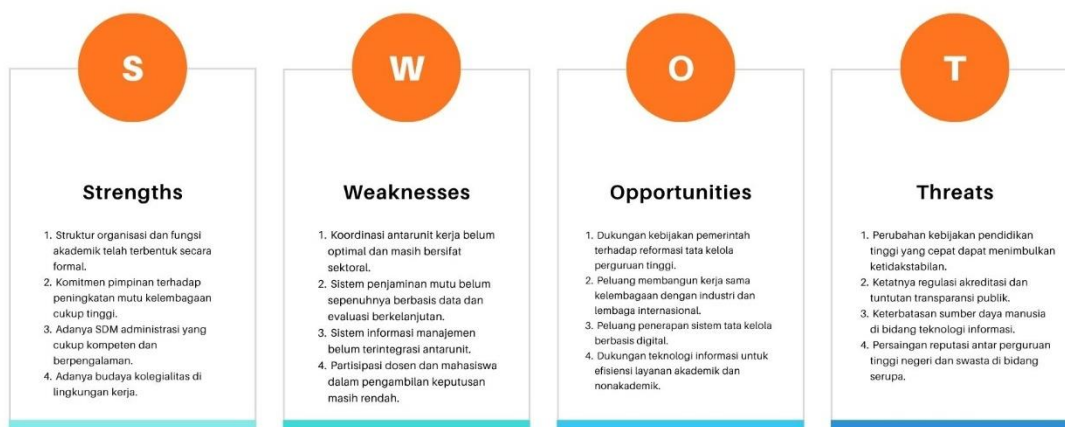 S
Strengths
1. Struktur organisasi dan fungsi
akademik telah terbentuk secara
formal.
2. Komitmen pimpinan terhadap
peningkatan mutu kelembagaan
cukup tinggi.
3. Adanya SDM administrasi yang
cukup kompeten dan
berpengalaman.
4. Adanya budaya kolegialitas di
lingkungan kerja.
W
Weaknesses
1. Koordinasi antarunit kerja belum
optimal dan masih bersifat
sektoral.
2. Sistem penjaminan mutu belum
sepenuhnya berbasis data dan
evaluasi berkelanjutan.
3. Sistem informasi manajemen
belum terintegrasi antarunit.
4. Partisipasi dosen dan mahasiswa
dalam pengambilan keputusan
masih rendah.
O
Opportunities
1. Dukungan kebijakan pemerintah
terhadap reformasi tata kelola
perguruan tinggi.
2. Peluang membangun kerja sama
kelembagaan dengan industri dan
lembaga internasional.
3. Peluang penerapan sistem tata kelola
berbasis digital.
4. Dukungan teknologi informasi untuk
efisiensi layanan akademik dan
nonakademik.
T
Threats
1. Perubahan kebijakan pendidikan
tinggi yang cepat dapat menimbulkan
ketidakstabilan.
2. Ketatnya regulasi akreditasi dan
tuntutan transparansi publik.
3. Keterbatasan sumber daya manusia
di bidang teknologi informasi.
4. Persaingan reputasi antar perguruan
tinggi negeri dan swasta di bidang
serupa.